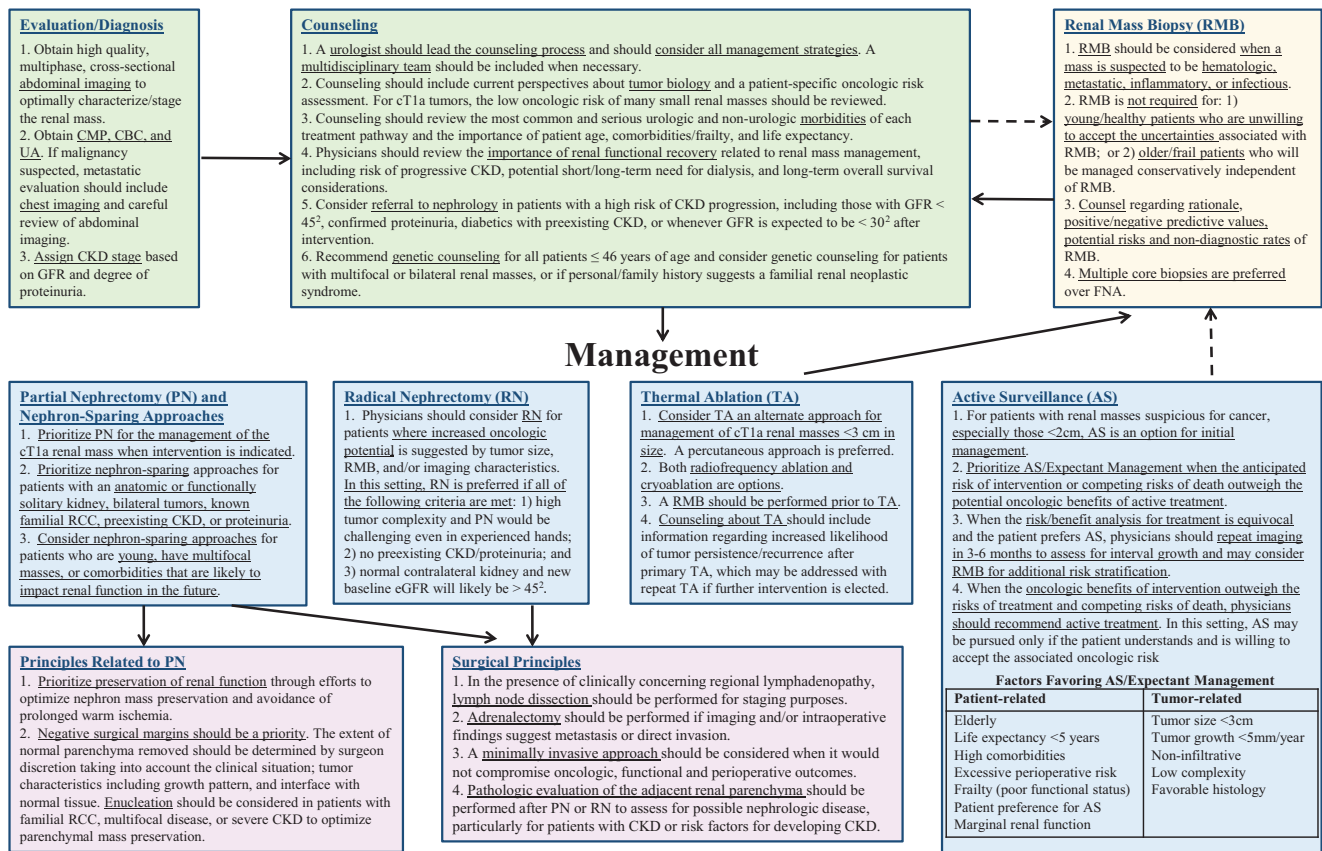 Evaluation/Diagnosis
1. Obtain high quality,
multiphase, cross-sectional
abdominal imaging to
optimally characterize/stage
the renal mass.
2. Obtain CMP, CBC, and
UA. If malignancy
suspected, metastatic
evaluation should include
chest imaging and careful
review of abdominal
imaging.
3. Assign CKD stage based
on GFR and degree of
proteinuria.
Counseling
1. A urologist should lead the counseling process and should consider all management strategies. A
multidisciplinary team should be included when necessary.
2. Counseling should include current perspectives about tumor biology and a patient-specific oncologic risk
assessment. For cT1a tumors, the low oncologic risk of many small renal masses should be reviewed.
3. Counseling should review the most common and serious urologic and non-urologic morbidities of each
treatment pathway and the importance of patient age, comorbidities/frailty, and life expectancy.
4. Physicians should review the importance of renal functional recovery related to renal mass management,
including risk of progressive CKD, potential short/long-term need for dialysis, and long-term overall survival
considerations.
5. Consider referral to nephrology in patients with a high risk of CKD progression, including those with GFR <
45², confirmed proteinuria, diabetics with preexisting CKD, or whenever GFR is expected to be < 30² after
intervention.
6. Recommend genetic counseling for all patients ≤ 46 years of age and consider genetic counseling for patients
with multifocal or bilateral renal masses, or if personal/family history suggests a familial renal neoplastic
syndrome.
Renal Mass Biopsy (RMB)
1. RMB should be considered when a
mass is suspected to be hematologic,
metastatic, inflammatory, or infectious.
2. RMB is not required for: 1)
young/healthy patients who are unwilling
to accept the uncertainties associated with
RMB; or 2) older/frail patients who will
be managed conservatively independent
of RMB.
3. Counsel regarding rationale,
positive/negative predictive values,
potential risks and non-diagnostic rates of
RMB.
4. Multiple core biopsies are preferred
over FNA.
Management
Partial Nephrectomy (PN) and
Nephron-Sparing Approaches
1. Prioritize PN for the management of the
cT1a renal mass when intervention is indicated.
2. Prioritize nephron-sparing approaches for
patients with an anatomic or functionally
solitary kidney, bilateral tumors, known
familial RCC, preexisting CKD, or proteinuria.
3. Consider nephron-sparing approaches for
patients who are young, have multifocal
masses, or comorbidities that are likely to
impact renal function in the future.
Radical Nephrectomy (RN)
1. Physicians should consider RN for
patients where increased oncologic
potential is suggested by tumor size,
RMB, and/or imaging characteristics.
In this setting, RN is preferred if all of
the following criteria are met: 1) high
tumor complexity and PN would be
challenging even in experienced hands;
2) no preexisting CKD/proteinuria; and
3) normal contralateral kidney and new
baseline eGFR will likely be > 45².
Thermal Ablation (TA)
1. Consider TA an alternate approach for
management of cT1a renal masses <3 cm in
size. A percutaneous approach is preferred.
2. Both radiofrequency ablation and
cryoablation are options.
3. A RMB should be performed prior to TA.
4. Counseling about TA should include
information regarding increased likelihood
of tumor persistence/recurrence after
primary TA, which may be addressed with
repeat TA if further intervention is elected.
Active Surveillance (AS)
1. For patients with renal masses suspicious for cancer,
especially those <2cm, AS is an option for initial
management.
2. Prioritize AS/Expectant Management when the anticipated
risk of intervention or competing risks of death outweigh the
potential oncologic benefits of active treatment.
3. When the risk/benefit analysis for treatment is equivocal
and the patient prefers AS, physicians should repeat imaging
in 3-6 months to assess for interval growth and may consider
RMB for additional risk stratification.
4. When the oncologic benefits of intervention outweigh the
risks of treatment and competing risks of death, physicians
should recommend active treatment. In this setting, AS may
be pursued only if the patient understands and is willing to
accept the associated oncologic risk
Factors Favoring AS/Expectant Management
Patient-related Tumor-related
Elderly Tumor size <3cm
Life expectancy <5 years Tumor growth <5mm/year
High comorbidities Non-infiltrative
Excessive perioperative risk Low complexity
Frailty (poor functional status) Favorable histology
Patient preference for AS
Marginal renal function
Principles Related to PN
1. Prioritize preservation of renal function through efforts to
optimize nephron mass preservation and avoidance of
prolonged warm ischemia.
2. Negative surgical margins should be a priority. The extent of
normal parenchyma removed should be determined by surgeon
discretion taking into account the clinical situation; tumor
characteristics including growth pattern, and interface with
normal tissue. Enucleation should be considered in patients with
familial RCC, multifocal disease, or severe CKD to optimize
parenchymal mass preservation.
Surgical Principles
1. In the presence of clinically concerning regional lymphadenopathy,
lymph node dissection should be performed for staging purposes.
2. Adrenalectomy should be performed if imaging and/or intraoperative
findings suggest metastasis or direct invasion.
3. A minimally invasive approach should be considered when it would
not compromise oncologic, functional and perioperative outcomes.
4. Pathologic evaluation of the adjacent renal parenchyma should be
performed after PN or RN to assess for possible nephrologic disease,
particularly for patients with CKD or risk factors for developing CKD.